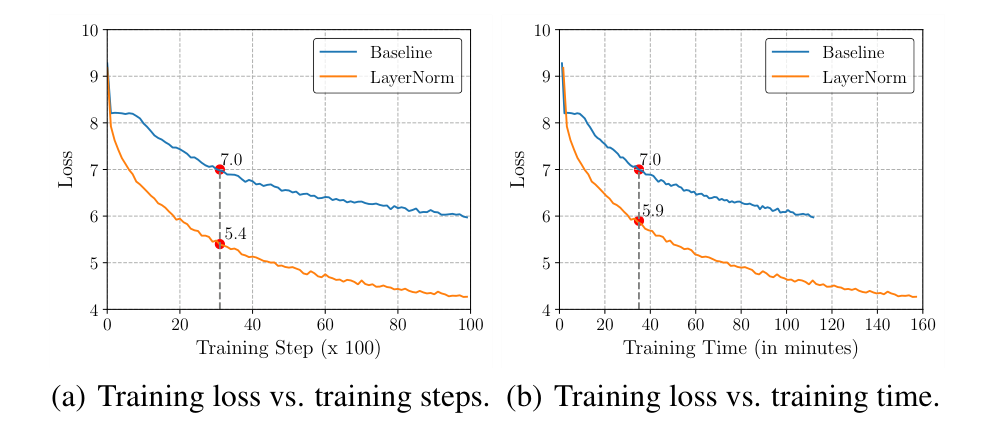 10
9
8
7
6
5
4
Loss
0 20 40 60 80 100
Training Step (x 100)
Baseline
LayerNorm
7.0
5.4
(a) Training loss vs. training steps.
10
9
8
7
6
5
4
Loss
0 20 40 60 80 100 120 140 160
Training Time (in minutes)
Baseline
LayerNorm
7.0
5.9
(b) Training loss vs. training time.